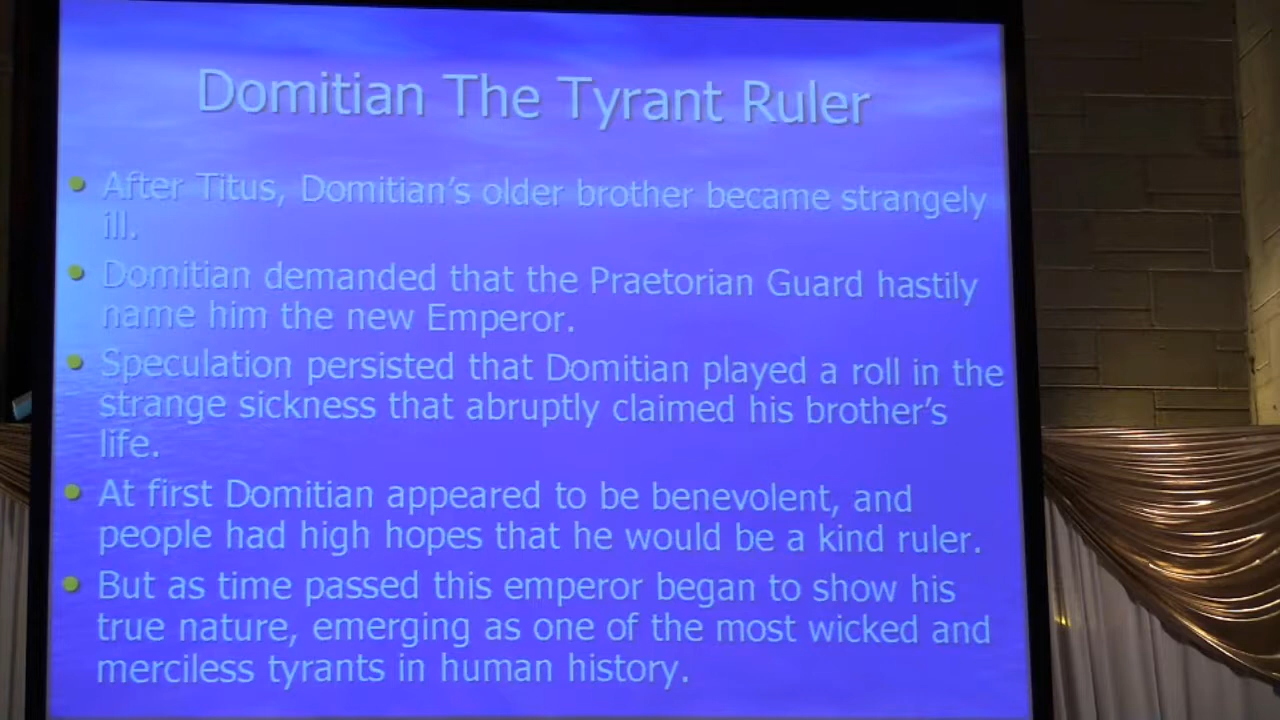 Domitian The Tyrant Ruler
• After Titus, Domitian's older brother became strangely
ill.
• Domitian demanded that the Praetorian Guard hastily
name him the new Emperor.
• Speculation persisted that Domitian played a roll in the
strange sickness that abruptly claimed his brother's
life.
• At first Domitian appeared to be benevolent, and
people had high hopes that he would be a kind ruler.
• But as time passed this emperor began to show his
true nature, emerging as one of the most wicked and
merciless tyrants in human history.